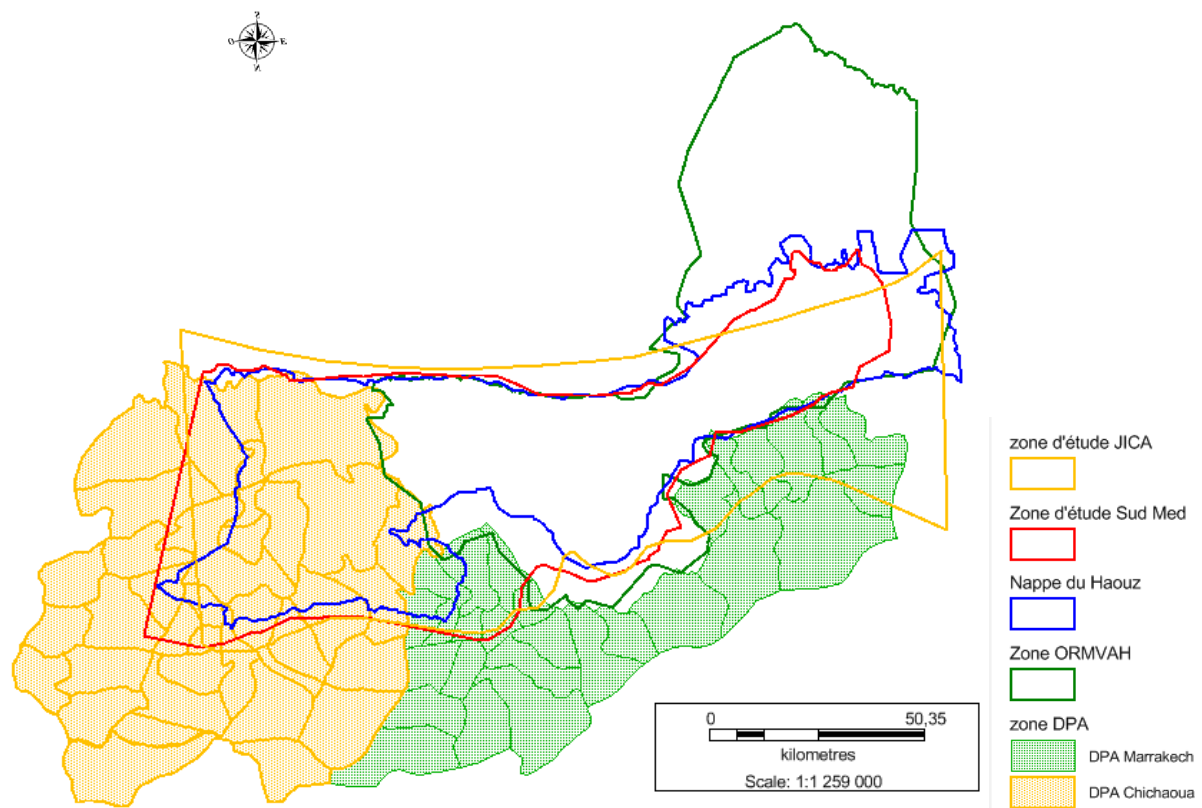 S
O E
N
zone d'étude JICA
Zone d'étude Sud Med
Nappe du Haouz
Zone ORMVAH
zone DPA
DPA Marrakech
DPA Chichaoua
0 50,35
kilometres
Scale: 1:1 259 000